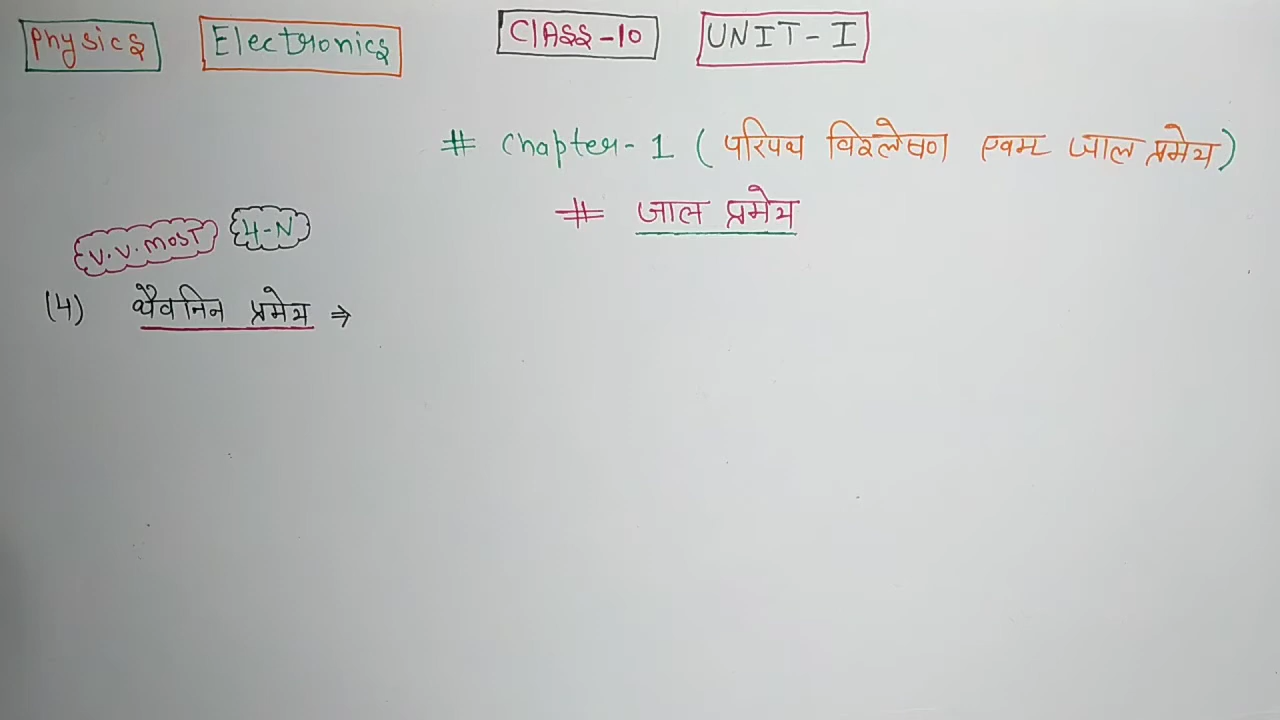 Physics Electronics CLASS-10 UNIT-I
# Chapter-1 (परिपथ विश्लेषण एवम जाल प्रमेय)
# जाल प्रमेय
V.V. MOST 4-N
(4) थैवनिन प्रमेय ⇒